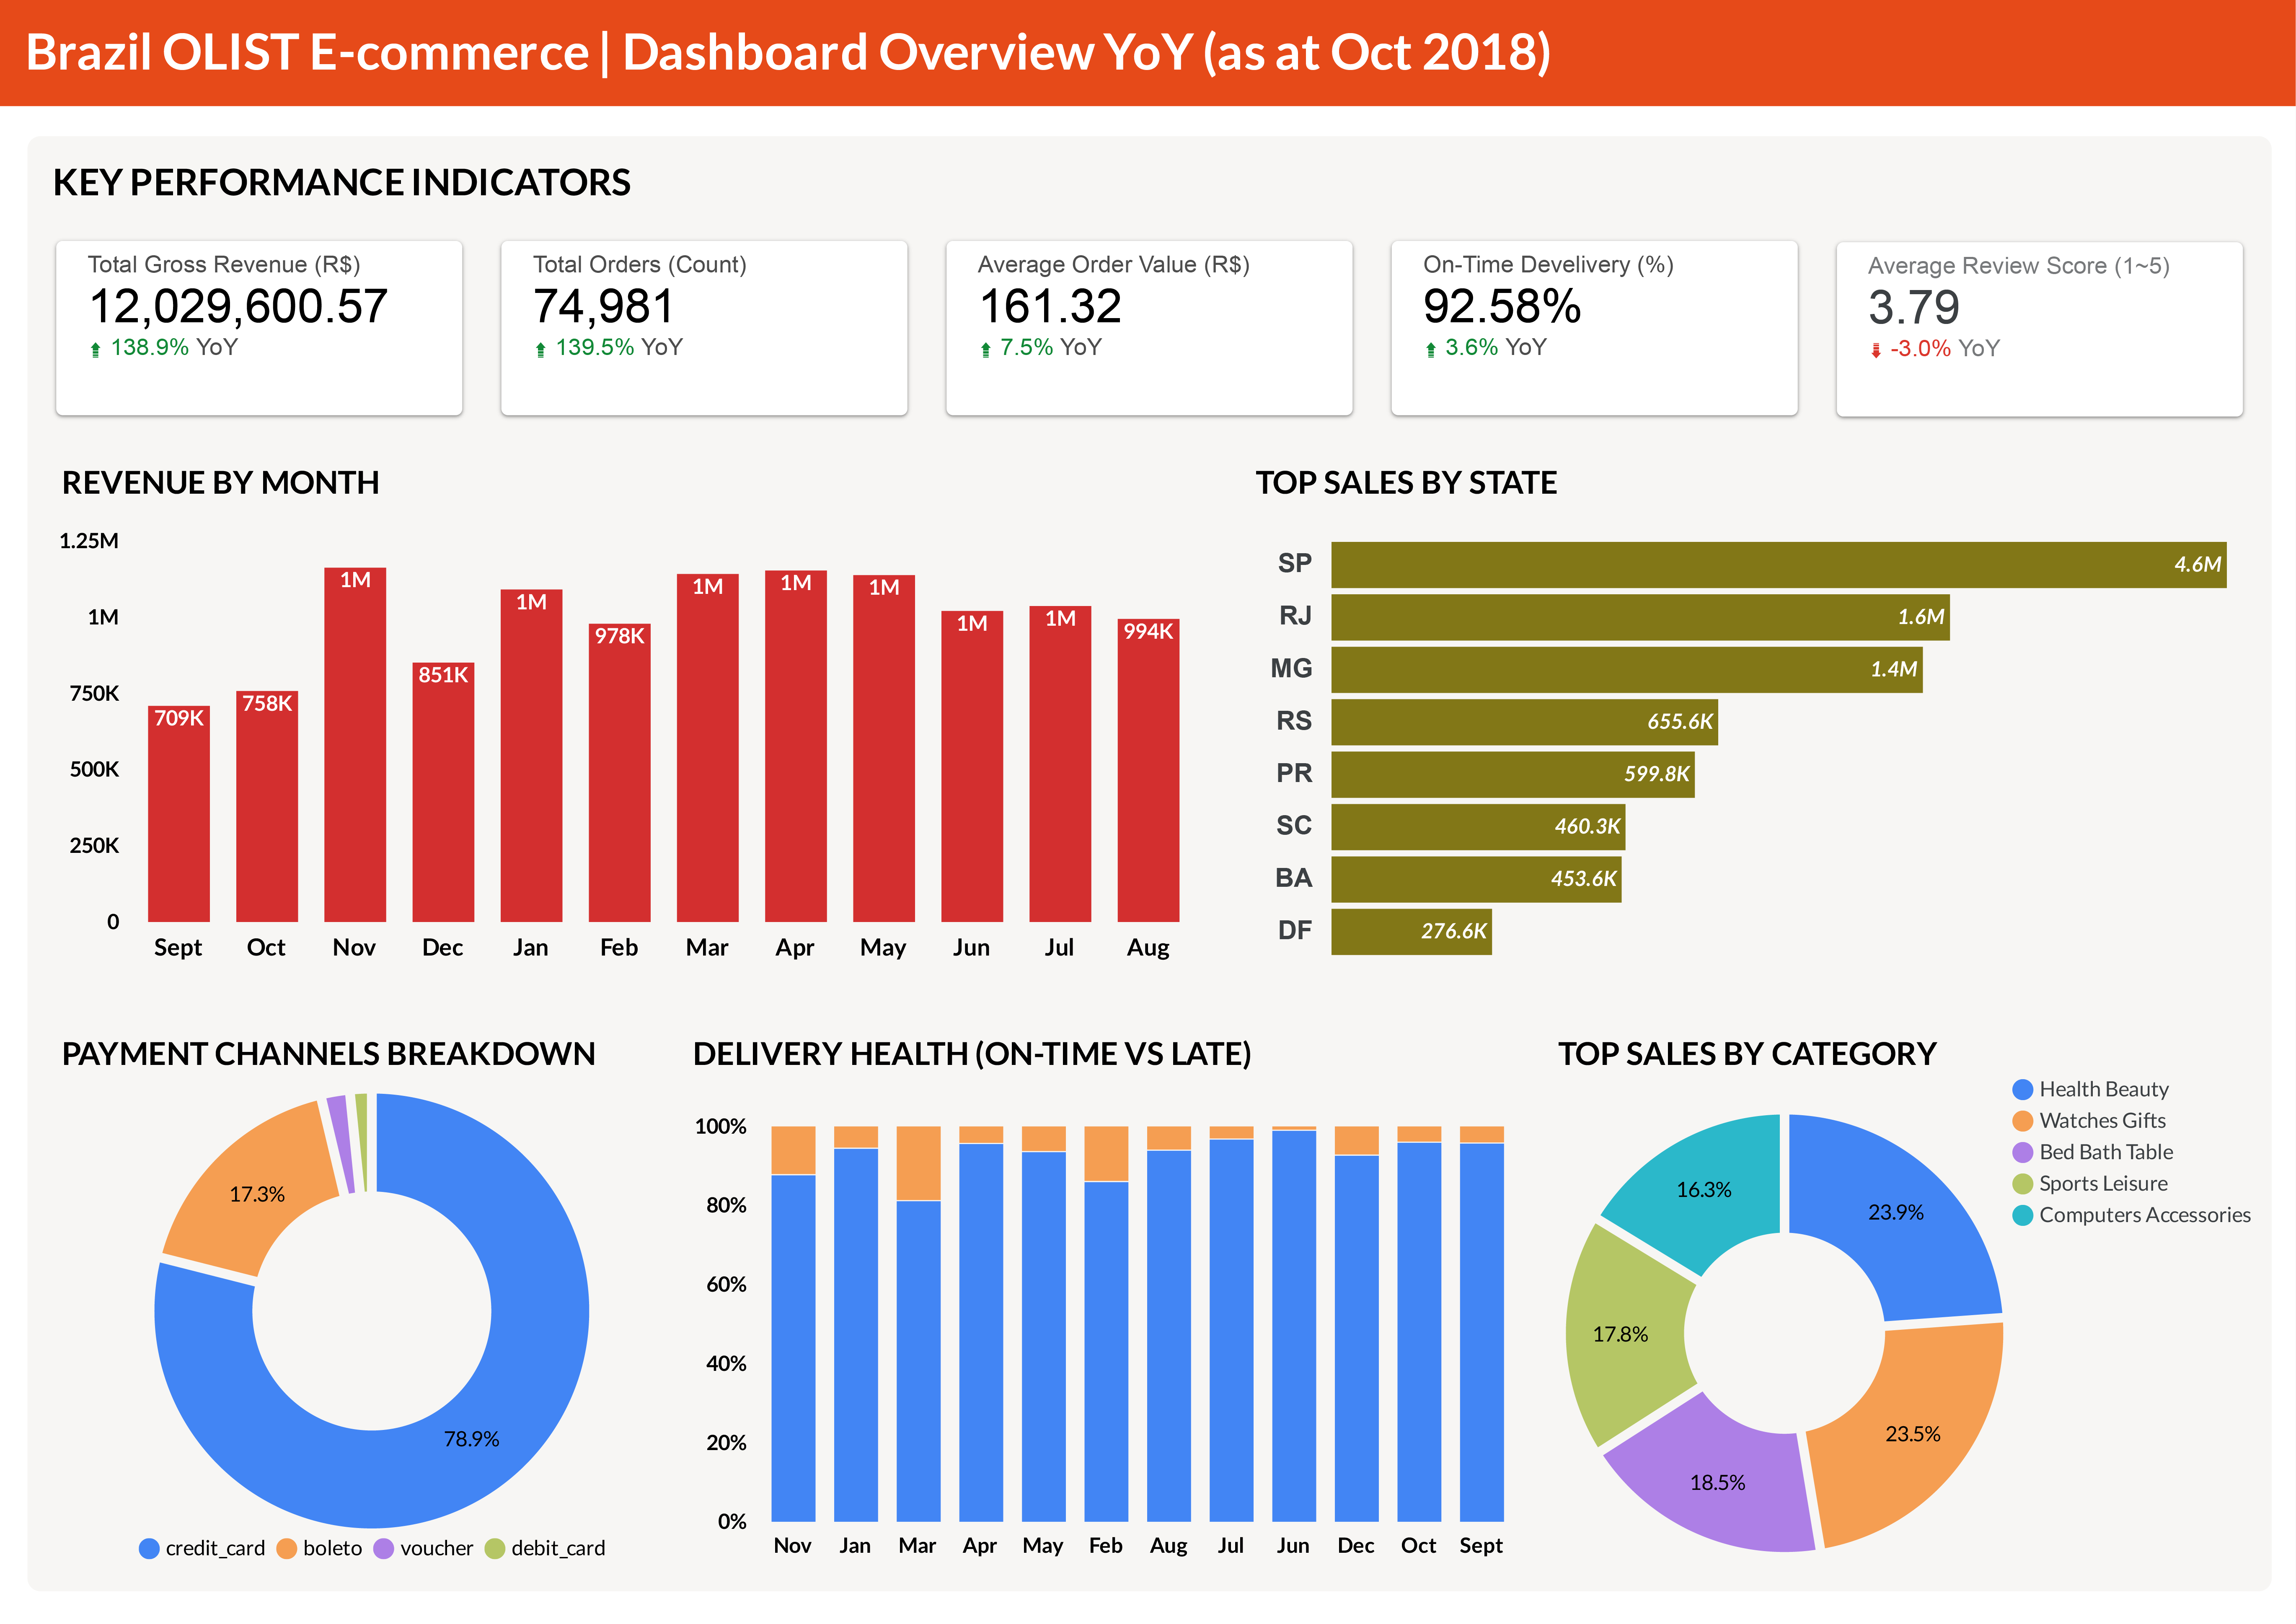 Brazil OLIST E-commerce | Dashboard Overview YoY (as at Oct 2018)
KEY PERFORMANCE INDICATORS
Total Gross Revenue (R$)
12,029,600.57
138.9% YoY
Total Orders (Count)
74,981
139.5% YoY
Average Order Value (R$)
161.32
7.5% YoY
On-Time Develivery (%)
92.58%
3.6% YoY
Average Review Score (1~5)
3.79
-3.0% YoY
REVENUE BY MONTH
1.25M
1M
750K
500K
250K
0
709K
758K
1M
851K
1M
978K
1M
1M
1M
1M
1M
994K
Sept Oct Nov Dec Jan Feb Mar Apr May Jun Jul Aug
TOP SALES BY STATE
SP 4.6M
RJ 1.6M
MG 1.4M
RS 655.6K
PR 599.8K
SC 460.3K
BA 453.6K
DF 276.6K
PAYMENT CHANNELS BREAKDOWN
17.3%
78.9%
credit_card boleto voucher debit_card
DELIVERY HEALTH (ON-TIME VS LATE)
100%
80%
60%
40%
20%
0%
Nov Jan Mar Apr May Feb Aug Jul Jun Dec Oct Sept
TOP SALES BY CATEGORY
Health Beauty
Watches Gifts
Bed Bath Table
Sports Leisure
Computers Accessories
16.3%
23.9%
17.8%
23.5%
18.5%